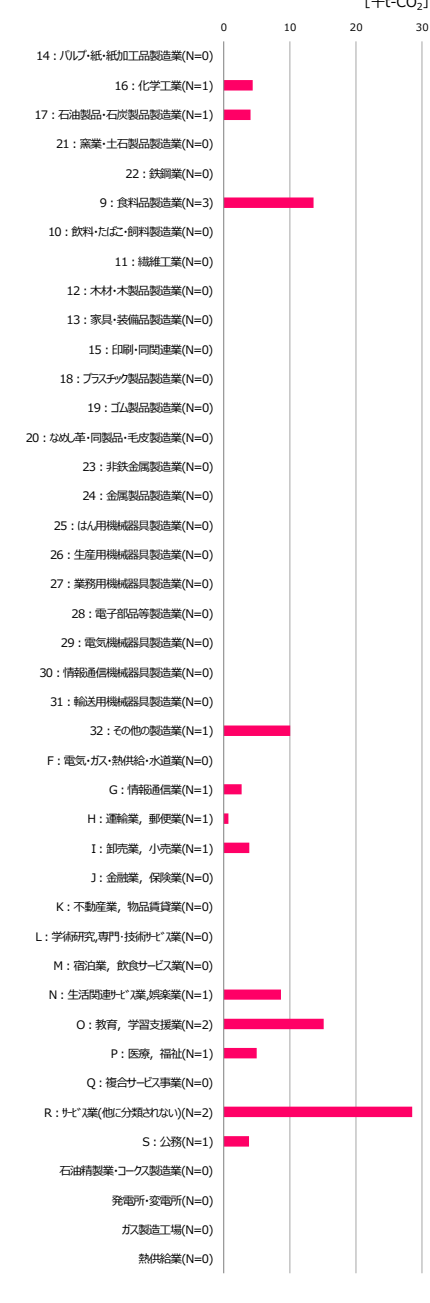 [千t-CO₂]
0 10 20 30
14：パルプ・紙・紙加工品製造業(N=0)
16：化学工業(N=1)
17：石油製品・石炭製品製造業(N=1)
21：窯業・土石製品製造業(N=0)
22：鉄鋼業(N=0)
9：食料品製造業(N=3)
10：飲料・たばこ・飼料製造業(N=0)
11：繊維工業(N=0)
12：木材・木製品製造業(N=0)
13：家具・装備品製造業(N=0)
15：印刷・同関連業(N=0)
18：プラスチック製品製造業(N=0)
19：ゴム製品製造業(N=0)
20：なめし革・同製品・毛皮製造業(N=0)
23：非鉄金属製造業(N=0)
24：金属製品製造業(N=0)
25：はん用機械器具製造業(N=0)
26：生産用機械器具製造業(N=0)
27：業務用機械器具製造業(N=0)
28：電子部品等製造業(N=0)
29：電気機械器具製造業(N=0)
30：情報通信機械器具製造業(N=0)
31：輸送用機械器具製造業(N=0)
32：その他の製造業(N=1)
F：電気・ガス・熱供給・水道業(N=0)
G：情報通信業(N=1)
H：運輸業，郵便業(N=1)
I：卸売業，小売業(N=1)
J：金融業，保険業(N=0)
K：不動産業，物品賃貸業(N=0)
L：学術研究,専門・技術ｻｰﾋﾞｽ業(N=0)
M：宿泊業，飲食サービス業(N=0)
N：生活関連ｻｰﾋﾞｽ業,娯楽業(N=1)
O：教育，学習支援業(N=2)
P：医療，福祉(N=1)
Q：複合サービス事業(N=0)
R：ｻｰﾋﾞｽ業(他に分類されない)(N=2)
S：公務(N=1)
石油精製業・コークス製造業(N=0)
発電所・変電所(N=0)
ガス製造工場(N=0)
熱供給業(N=0)